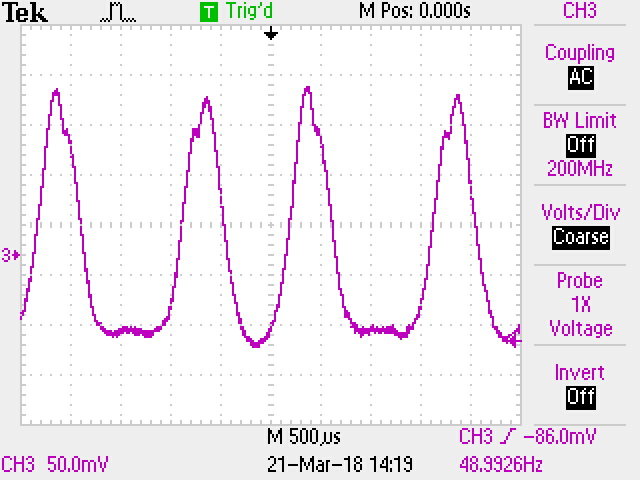 Tek T Trig'd M Pos: 0.000s CH3
Coupling
AC
BW Limit
Off
200MHz
Volts/Div
Coarse
3
Probe
1X
Voltage
Invert
Off
M 500µs CH3 −86.0mV
CH3 50.0mV 21-Mar-18 14:19 48.9926Hz